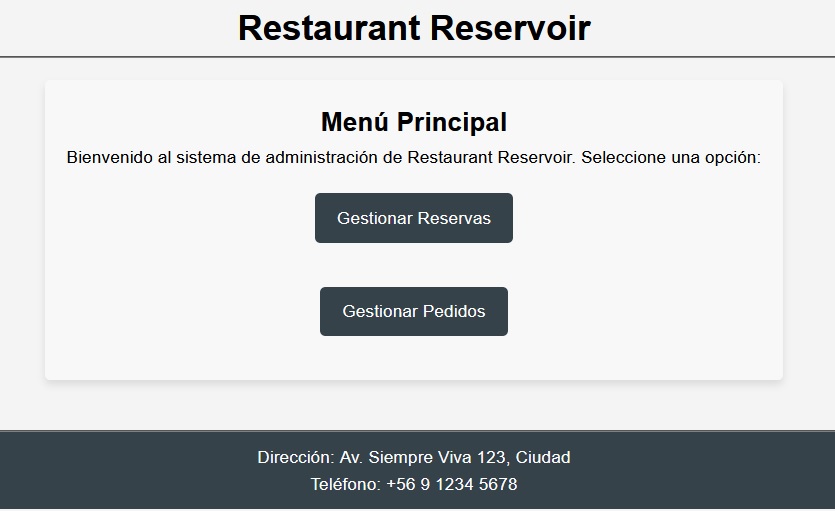 Restaurant Reservoir
Menú Principal
Bienvenido al sistema de administración de Restaurant Reservoir. Seleccione una opción:
Gestionar Reservas
Gestionar Pedidos
Dirección: Av. Siempre Viva 123, Ciudad
Teléfono: +56 9 1234 5678